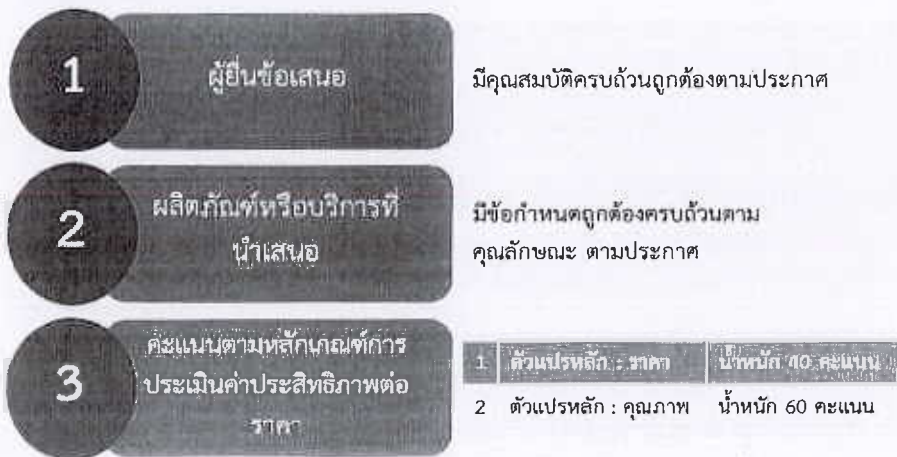 1
ผู้ยื่นข้อเสนอ
มีคุณสมบัติครบถ้วนถูกต้องตามประกาศ
2
ผลิตภัณฑ์หรือบริการที่
นำเสนอ
มีข้อกำหนดถูกต้องครบถ้วนตาม
คุณลักษณะ ตามประกาศ
3
คะแนนตามหลักเกณฑ์การ
ประเมินค่าประสิทธิภาพต่อ
ราคา
1 ตัวแปรหลัก : ราคา น้ำหนัก 40 คะแนน
2 ตัวแปรหลัก : คุณภาพ น้ำหนัก 60 คะแนน